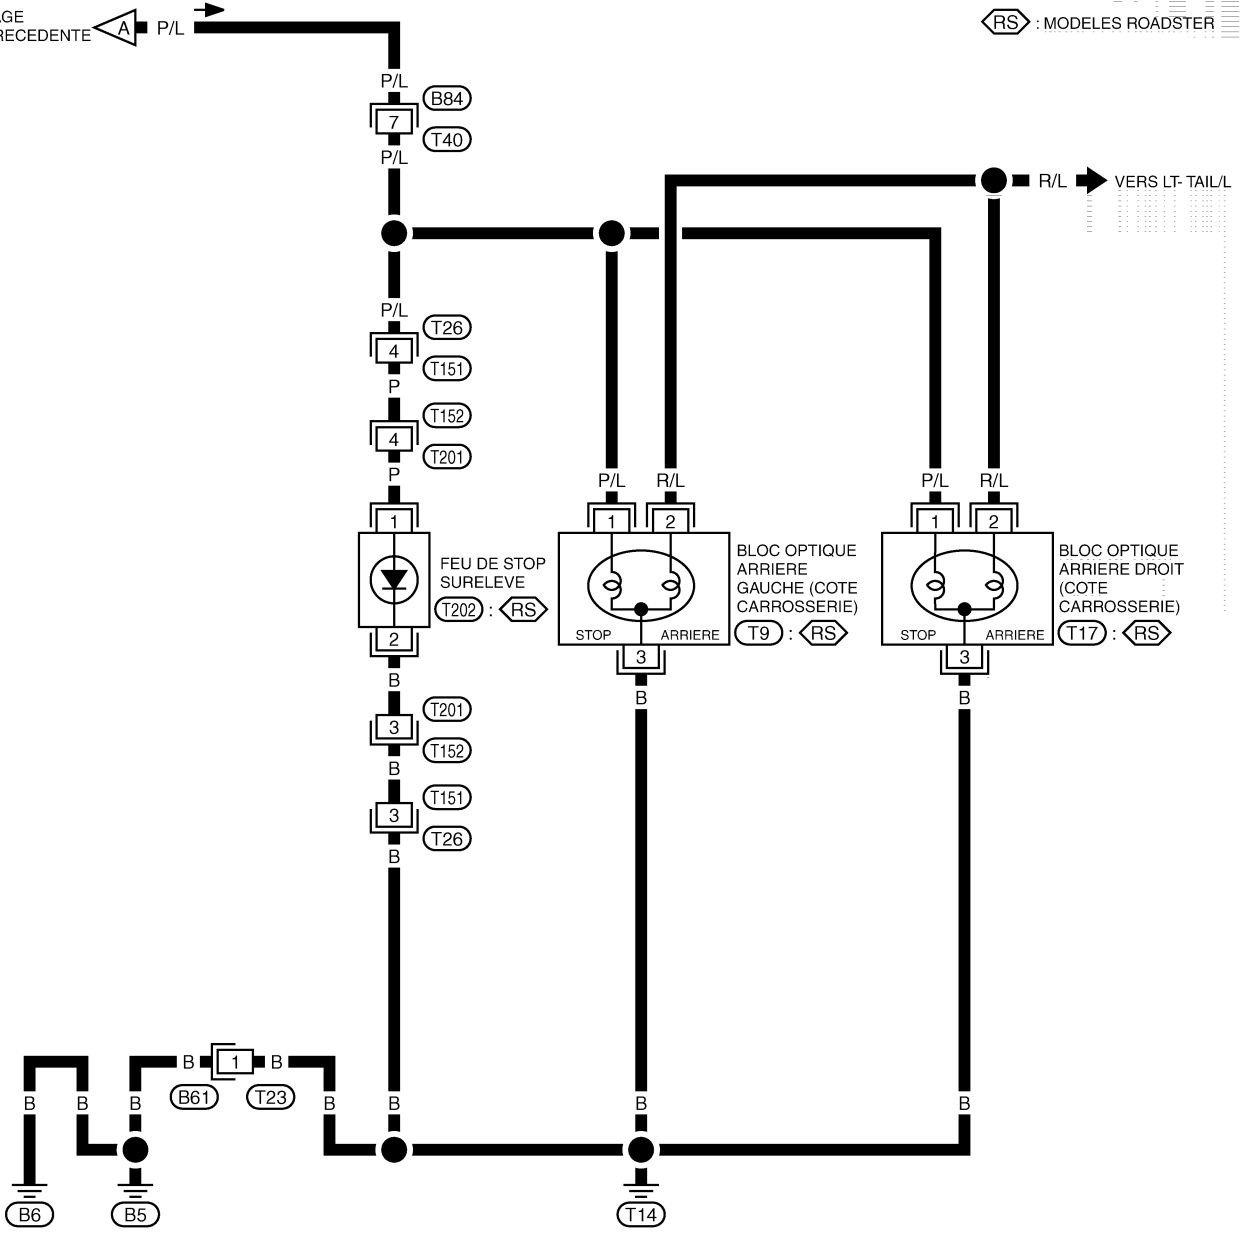 AGE
RECEDENTE
A
P/L
RS : MODELES ROADSTER
P/L
B84
7
T40
P/L
R/L
VERS LT- TAIL/L
P/L
T26
4
T151
P
T152
4
T201
P
P/L
R/L
P/L
R/L
1
1
2
1
2
FEU DE STOP
SURELEVE
T202 : RS
BLOC OPTIQUE
ARRIERE
GAUCHE (COTE
CARROSSERIE)
T9 : RS
BLOC OPTIQUE
ARRIERE DROIT
(COTE
CARROSSERIE)
T17 : RS
STOP
ARRIERE
STOP
ARRIERE
2
3
3
B
B
B
T201
3
T152
B
T151
3
T26
B
B
1
B
B61
T23
B
B
B
B
B
B
B
B6
B5
T14